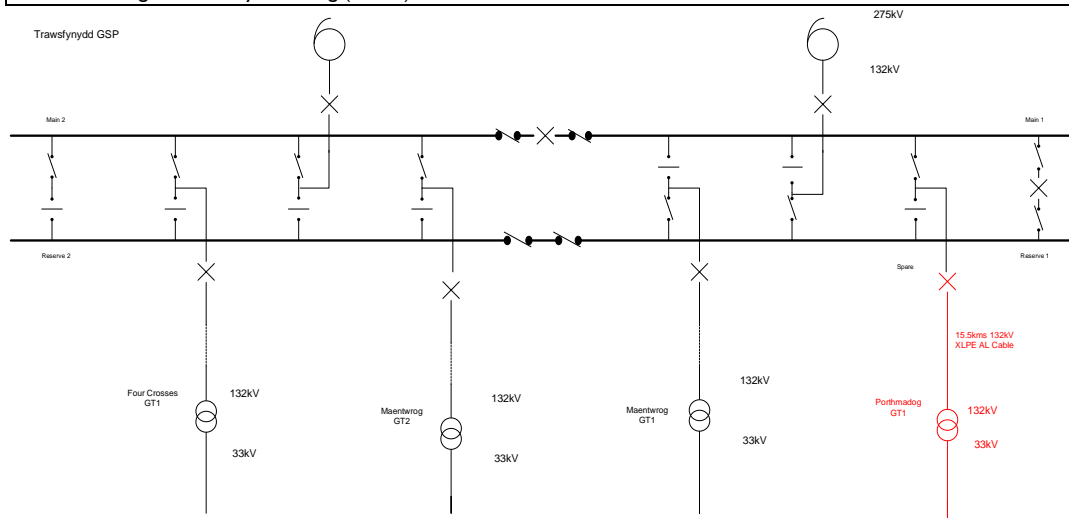 Trawsfynydd GSP
275kV
132kV
Main 2
Main 1
Reserve 2
Spare
Reserve 1
15.5kms 132kV
XLPE AL Cable
Four Crosses
GT1
132kV
33kV
Maentwrog
GT2
132kV
33kV
Maentwrog
GT1
132kV
33kV
Porthmadog
GT1
132kV
33kV